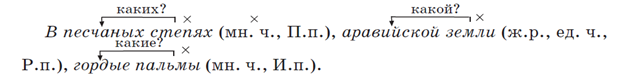 каких? какой?
В песчаных степях (мн. ч., П.п.), аравийской земли (ж.р., ед. ч.,
какие?
Р.п.), гордые пальмы (мн. ч., И.п.).